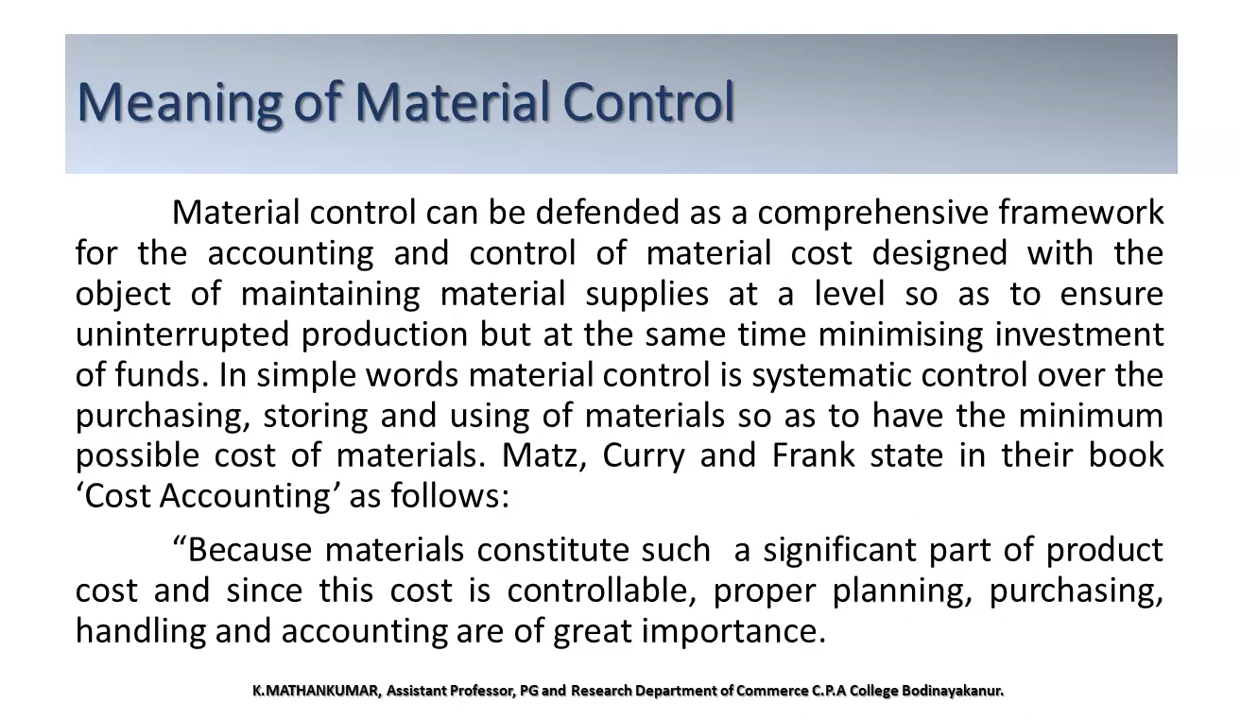 Meaning of Material Control
Material control can be defended as a comprehensive framework
for the accounting and control of material cost designed with the
object of maintaining material supplies at a level so as to ensure
uninterrupted production but at the same time minimising investment
of funds. In simple words material control is systematic control over the
purchasing, storing and using of materials so as to have the minimum
possible cost of materials. Matz, Curry and Frank state in their book
‘Cost Accounting’ as follows:
“Because materials constitute such a significant part of product
cost and since this cost is controllable, proper planning, purchasing,
handling and accounting are of great importance.
K.MATHANKUMAR, Assistant Professor, PG and Research Department of Commerce C.P.A College Bodinayakanur.